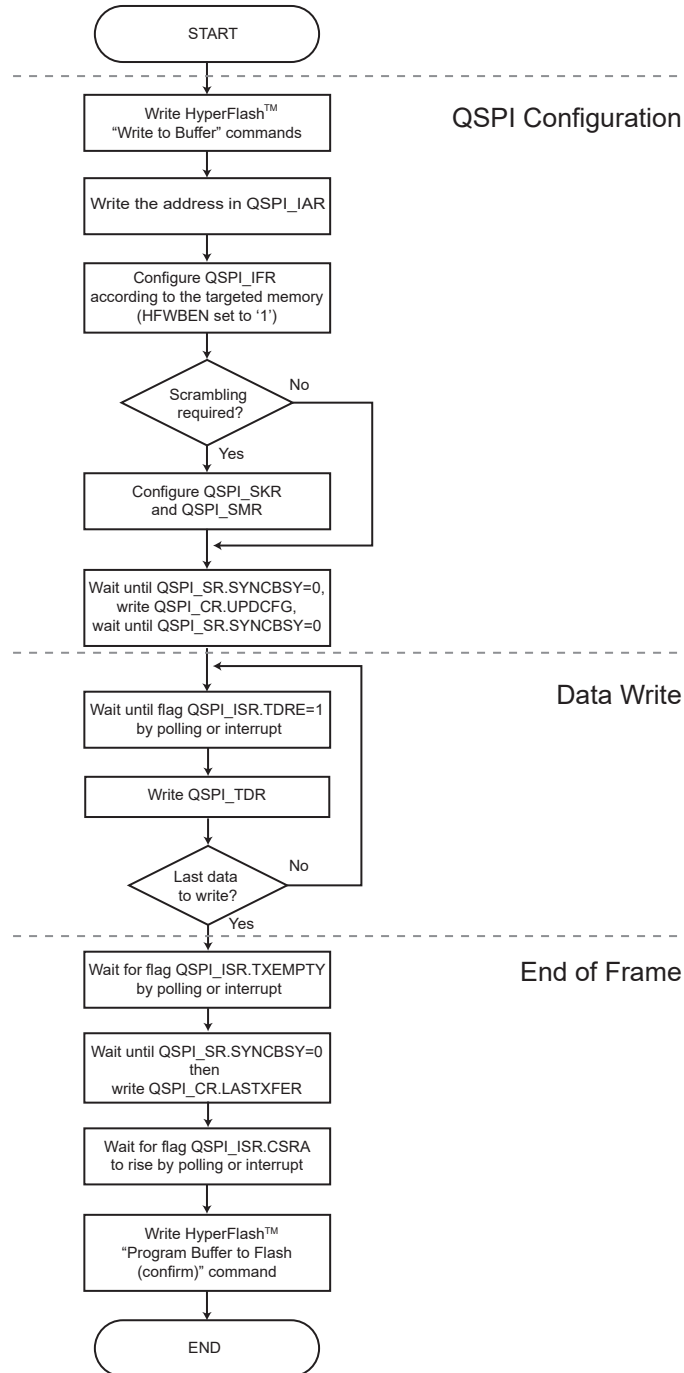 START
Write HyperFlash™
“Write to Buffer” commands
QSPI Configuration
Write the address in QSPI_IAR
Configure QSPI_IFR
according to the targeted memory
(HFWBEN set to ‘1’)
Scrambling
required?
No
Yes
Configure QSPI_SKR
and QSPI_SMR
Wait until QSPI_SR.SYNCBSY=0,
write QSPI_CR.UPDCFG,
wait until QSPI_SR.SYNCBSY=0
Data Write
Wait until flag QSPI_ISR.TDRE=1
by polling or interrupt
Write QSPI_TDR
Last data
to write?
No
Yes
End of Frame
Wait for flag QSPI_ISR.TXEMPTY
by polling or interrupt
Wait until QSPI_SR.SYNCBSY=0
then
write QSPI_CR.LASTXFER
Wait for flag QSPI_ISR.CSRA
to rise by polling or interrupt
Write HyperFlash™
“Program Buffer to Flash
(confirm)” command
END